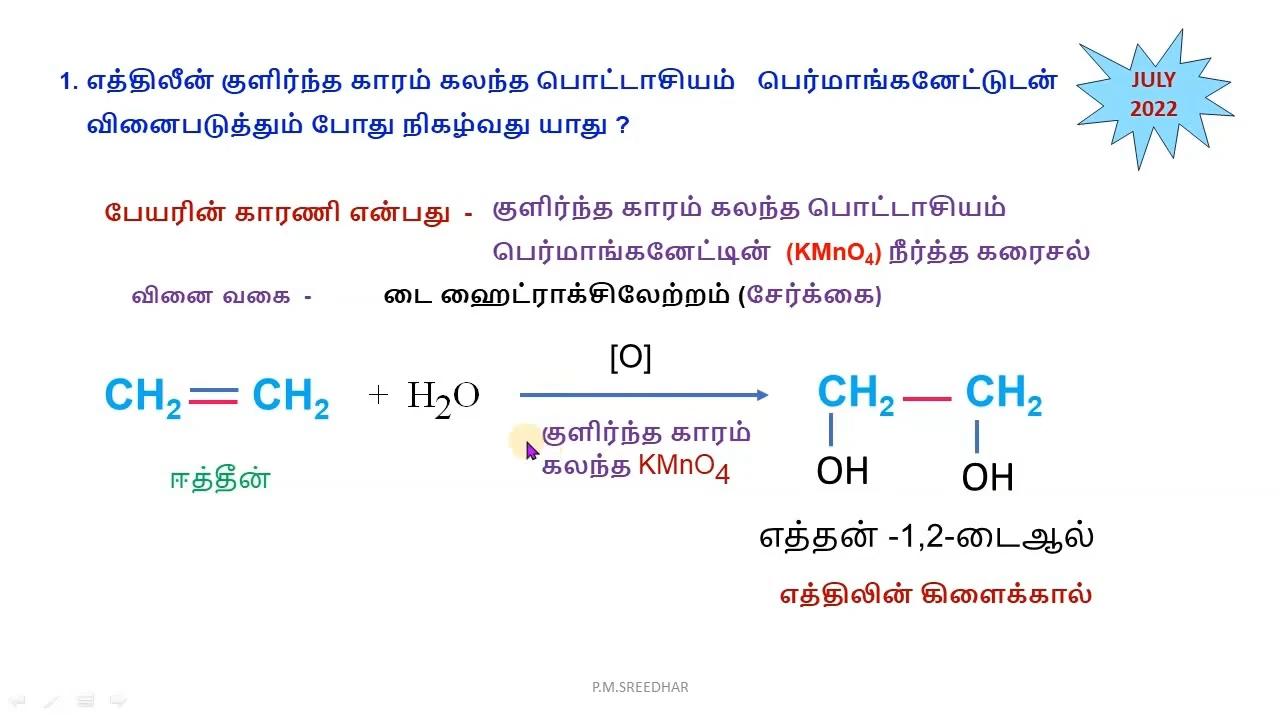 1. எத்திலீன் குளிர்ந்த காரம் கலந்த பொட்டாசியம் பெர்மாங்கனேட்டுடன்
வினைபடுத்தும் போது நிகழ்வது யாது ?
JULY
2022
பேயரின் காரணி என்பது - குளிர்ந்த காரம் கலந்த பொட்டாசியம்
பெர்மாங்கனேட்டின் (KMnO₄) நீர்த்த கரைசல்
வினை வகை - டை ஹைட்ராக்சிலேற்றம் (சேர்க்கை)
[O]
CH₂ = CH₂ + H₂O → CH₂ — CH₂
குளிர்ந்த காரம்
கலந்த KMnO₄
OH OH
ஈத்தீன்
எத்தன் -1,2-டைஆல்
எத்திலின் கிளைக்கால்
P.M.SREEDHAR